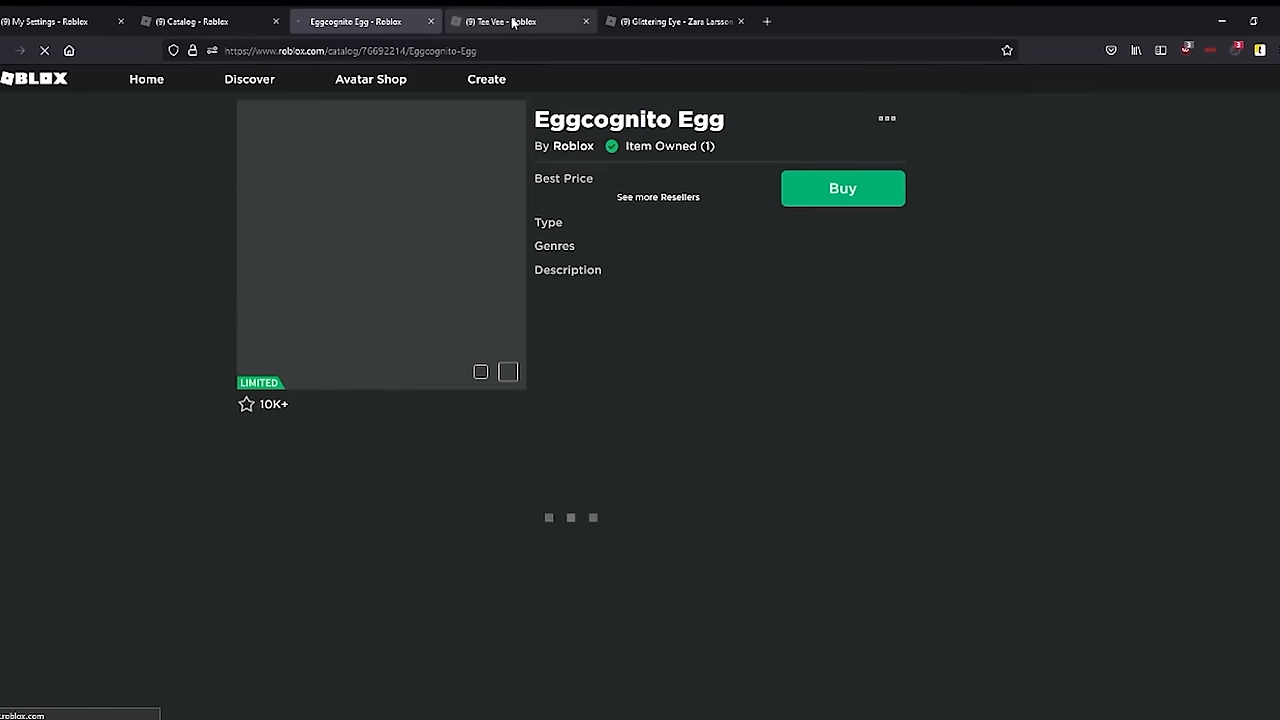 (9) My Settings - Roblox
(9) Catalog - Roblox
Eggcognito Egg - Roblox
(9) Tee Vee - Roblox
(9) Glittering Eye - Zara Larsson
https://www.roblox.com/catalog/76692214/Eggcognito-Egg
3
3
ROBLOX
Home
Discover
Avatar Shop
Create
Eggcognito Egg
By Roblox Item Owned (1)
Best Price
See more Resellers
Buy
Type
Genres
Description
LIMITED
10K+
.roblox.com